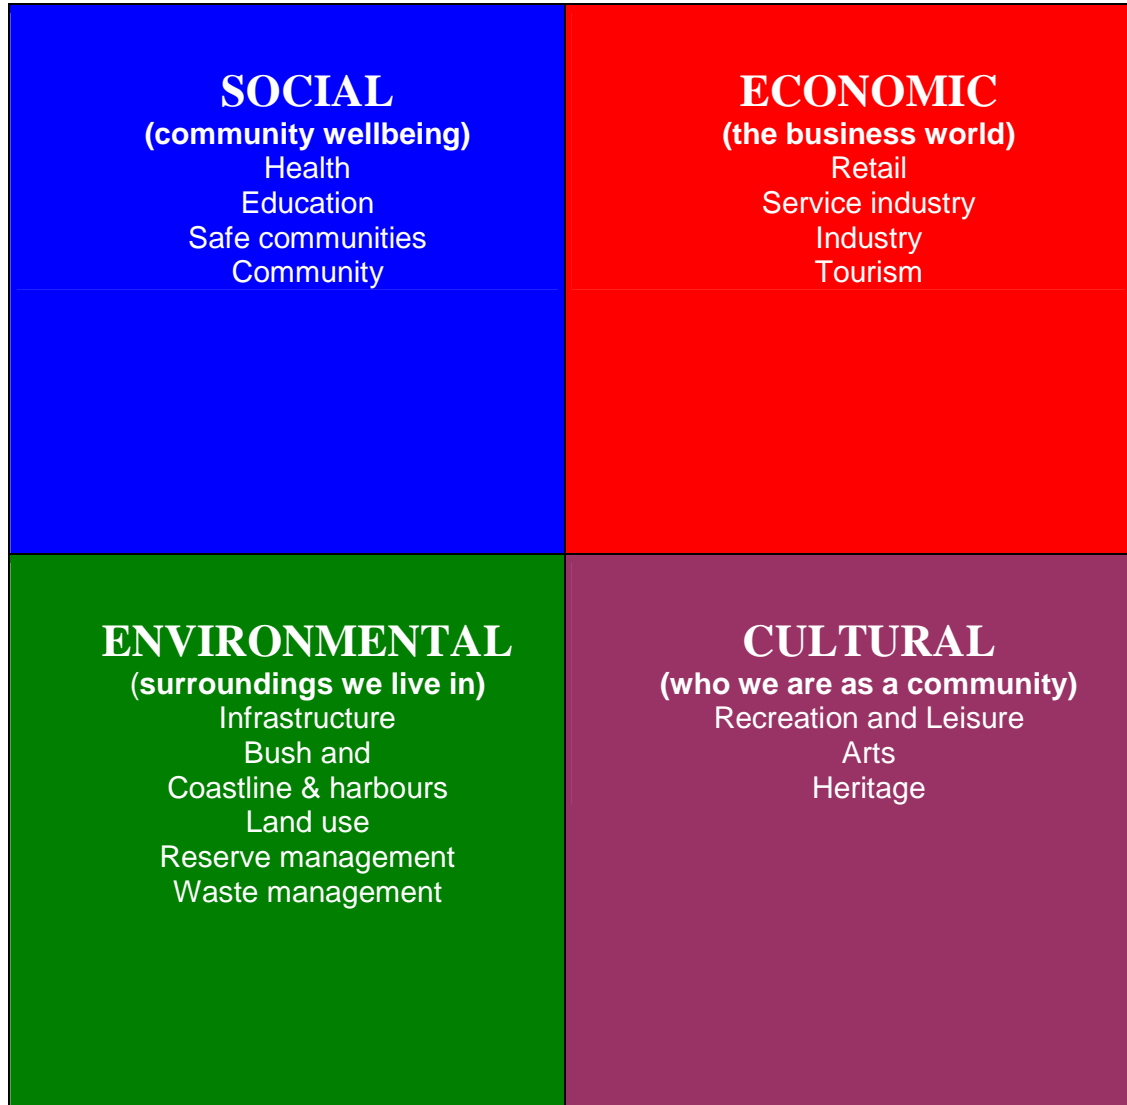 SOCIAL
(community wellbeing)
Health
Education
Safe communities
Community
ECONOMIC
(the business world)
Retail
Service industry
Industry
Tourism
ENVIRONMENTAL
(surroundings we live in)
Infrastructure
Bush and
Coastline & harbours
Land use
Reserve management
Waste management
CULTURAL
(who we are as a community)
Recreation and Leisure
Arts
Heritage